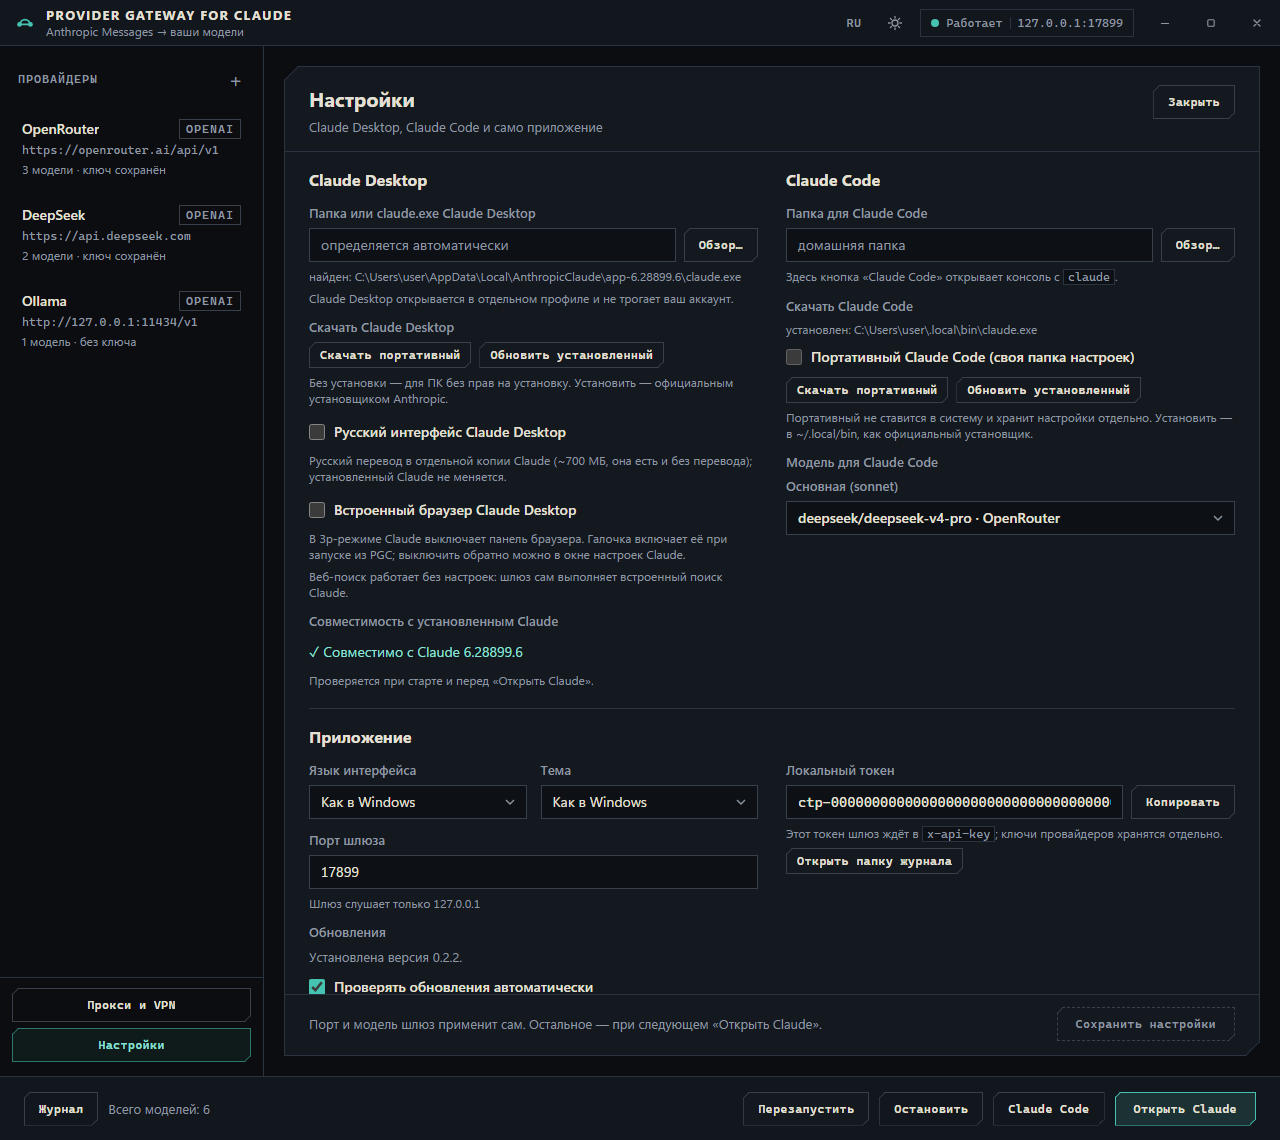 PROVIDER GATEWAY FOR CLAUDE
Anthropic Messages → ваши модели
RU
Работает
127.0.0.1:17899
ПРОВАЙДЕРЫ
+
OpenRouter
OPENAI
https://openrouter.ai/api/v1
3 модели · ключ сохранён
DeepSeek
OPENAI
https://api.deepseek.com
2 модели · ключ сохранён
Ollama
OPENAI
http://127.0.0.1:11434/v1
1 модель · без ключа
Прокси и VPN
Настройки
Настройки
Claude Desktop, Claude Code и само приложение
Закрыть
Claude Desktop
Папка или claude.exe Claude Desktop
определяется автоматически
Обзор…
найден: C:\Users\user\AppData\Local\AnthropicClaude\app-6.28899.6\claude.exe
Claude Desktop открывается в отдельном профиле и не трогает ваш аккаунт.
Скачать Claude Desktop
Скачать портативный
Обновить установленный
Без установки — для ПК без прав на установку. Установить — официальным
установщиком Anthropic.
Русский интерфейс Claude Desktop
Русский перевод в отдельной копии Claude (~700 МБ, она есть и без перевода);
установленный Claude не меняется.
Встроенный браузер Claude Desktop
В 3p-режиме Claude выключает панель браузера. Галочка включает её при
запуске из PGC; выключить обратно можно в окне настроек Claude.
Веб-поиск работает без настроек: шлюз сам выполняет встроенный поиск
Claude.
Совместимость с установленным Claude
✓ Совместимо с Claude 6.28899.6
Проверяется при старте и перед «Открыть Claude».
Claude Code
Папка для Claude Code
домашняя папка
Обзор…
Здесь кнопка «Claude Code» открывает консоль с claude.
Скачать Claude Code
установлен: C:\Users\user\.local\bin\claude.exe
Портативный Claude Code (своя папка настроек)
Скачать портативный
Обновить установленный
Портативный не ставится в систему и хранит настройки отдельно. Установить —
в ~/.local/bin, как официальный установщик.
Модель для Claude Code
Основная (sonnet)
deepseek/deepseek-v4-pro · OpenRouter
Приложение
Язык интерфейса
Как в Windows
Тема
Как в Windows
Порт шлюза
17899
Шлюз слушает только 127.0.0.1
Обновления
Установлена версия 0.2.2.
Проверять обновления автоматически
Локальный токен
ctp-00000000000000000000000000000000000
Копировать
Этот токен шлюз ждёт в x-api-key; ключи провайдеров хранятся отдельно.
Открыть папку журнала
Порт и модель шлюз применит сам. Остальное — при следующем «Открыть Claude».
Сохранить настройки
Журнал
Всего моделей: 6
Перезапустить
Остановить
Claude Code
Открыть Claude